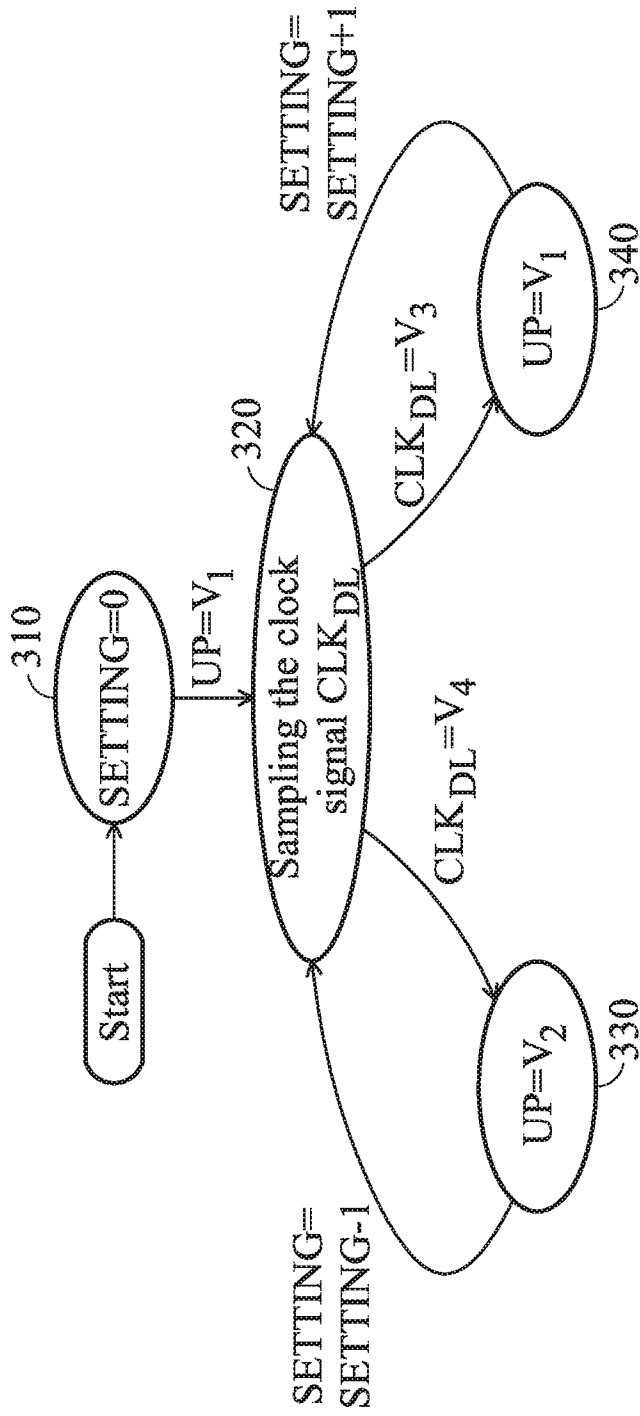 Start
SETTING=0
310
UP=V1
320
Sampling the clock
signal CLKDL
CLKDL=V4
CLKDL=V3
SETTING=
SETTING-1
SETTING=
SETTING+1
UP=V2
330
UP=V1
340